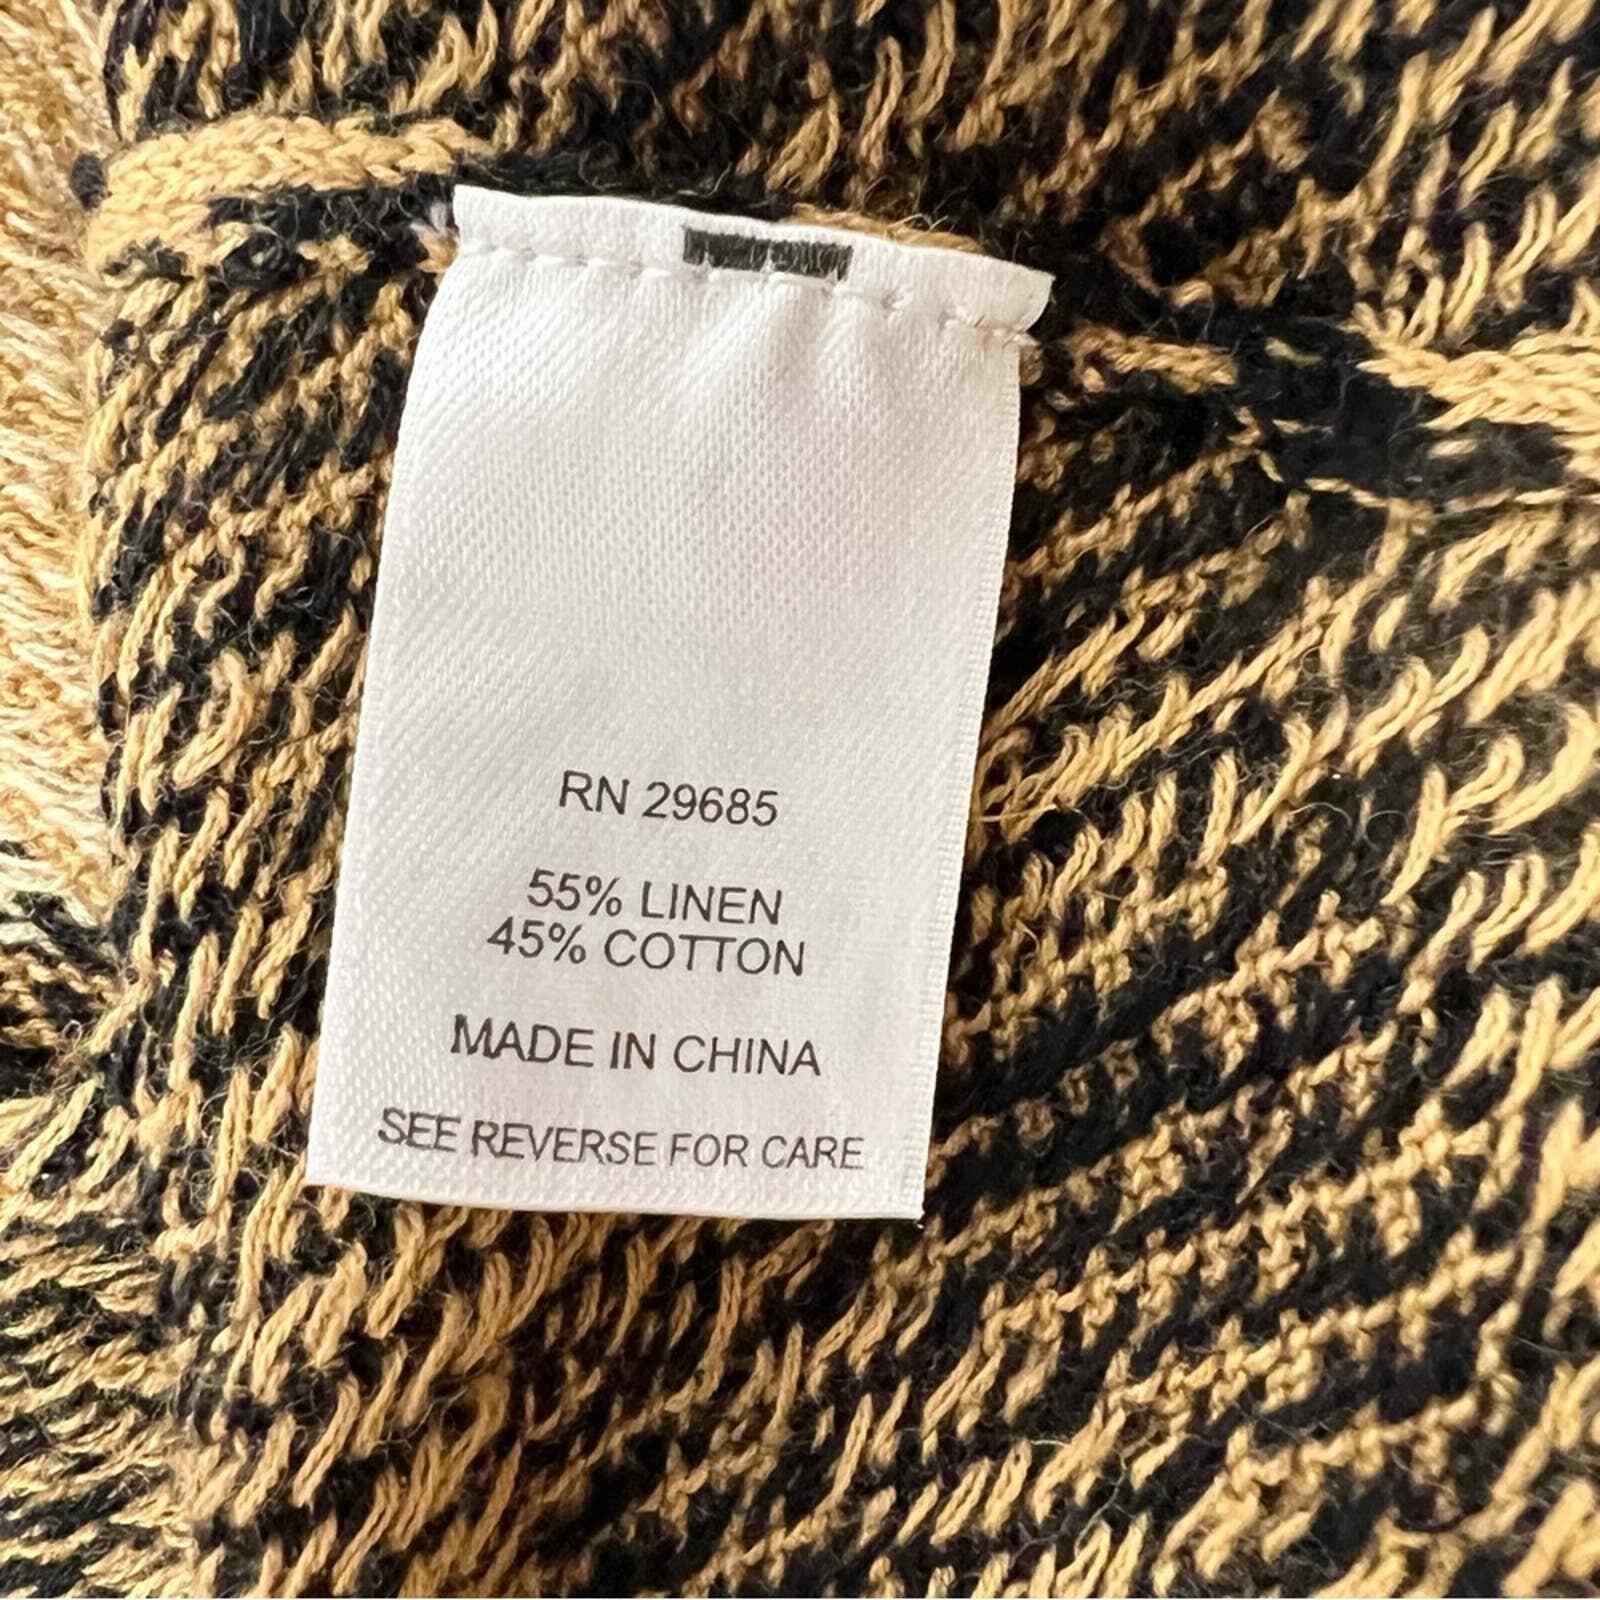 RN 29685
55% LINEN
45% COTTON
MADE IN CHINA
SEE REVERSE FOR CARE